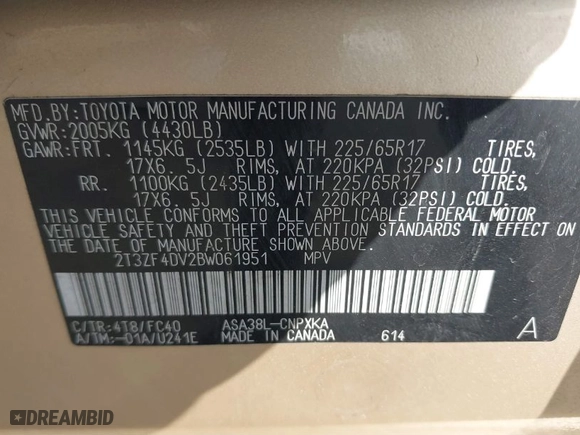 MFD.BY:TOYOTA MOTOR MANUFACTURING CANADA INC.
GVWR:2005KG (4430LB)
GAWR:FRT. 1145KG (2535LB) WITH 225/65R17 TIRES,
17X6. 5J RIMS, AT 220KPA (32PSI) COLD.
RR. 1100KG (2435LB) WITH 225/65R17 TIRES,
17X6. 5J RIMS, AT 220KPA (32PSI) COLD.
THIS VEHICLE CONFORMS TO ALL APPLICABLE FEDERAL MOTOR
VEHICLE SAFETY AND THEFT PREVENTION STANDARDS IN EFFECT ON
THE DATE OF MANUFACTURE SHOWN ABOVE.
2T3ZF4DV2BW061951 MPV
C/TR:4T8/FC40 ASA38L-CNPXKA
A/TM:-01A/U241E MADE IN CANADA 614 A
DREAMBID